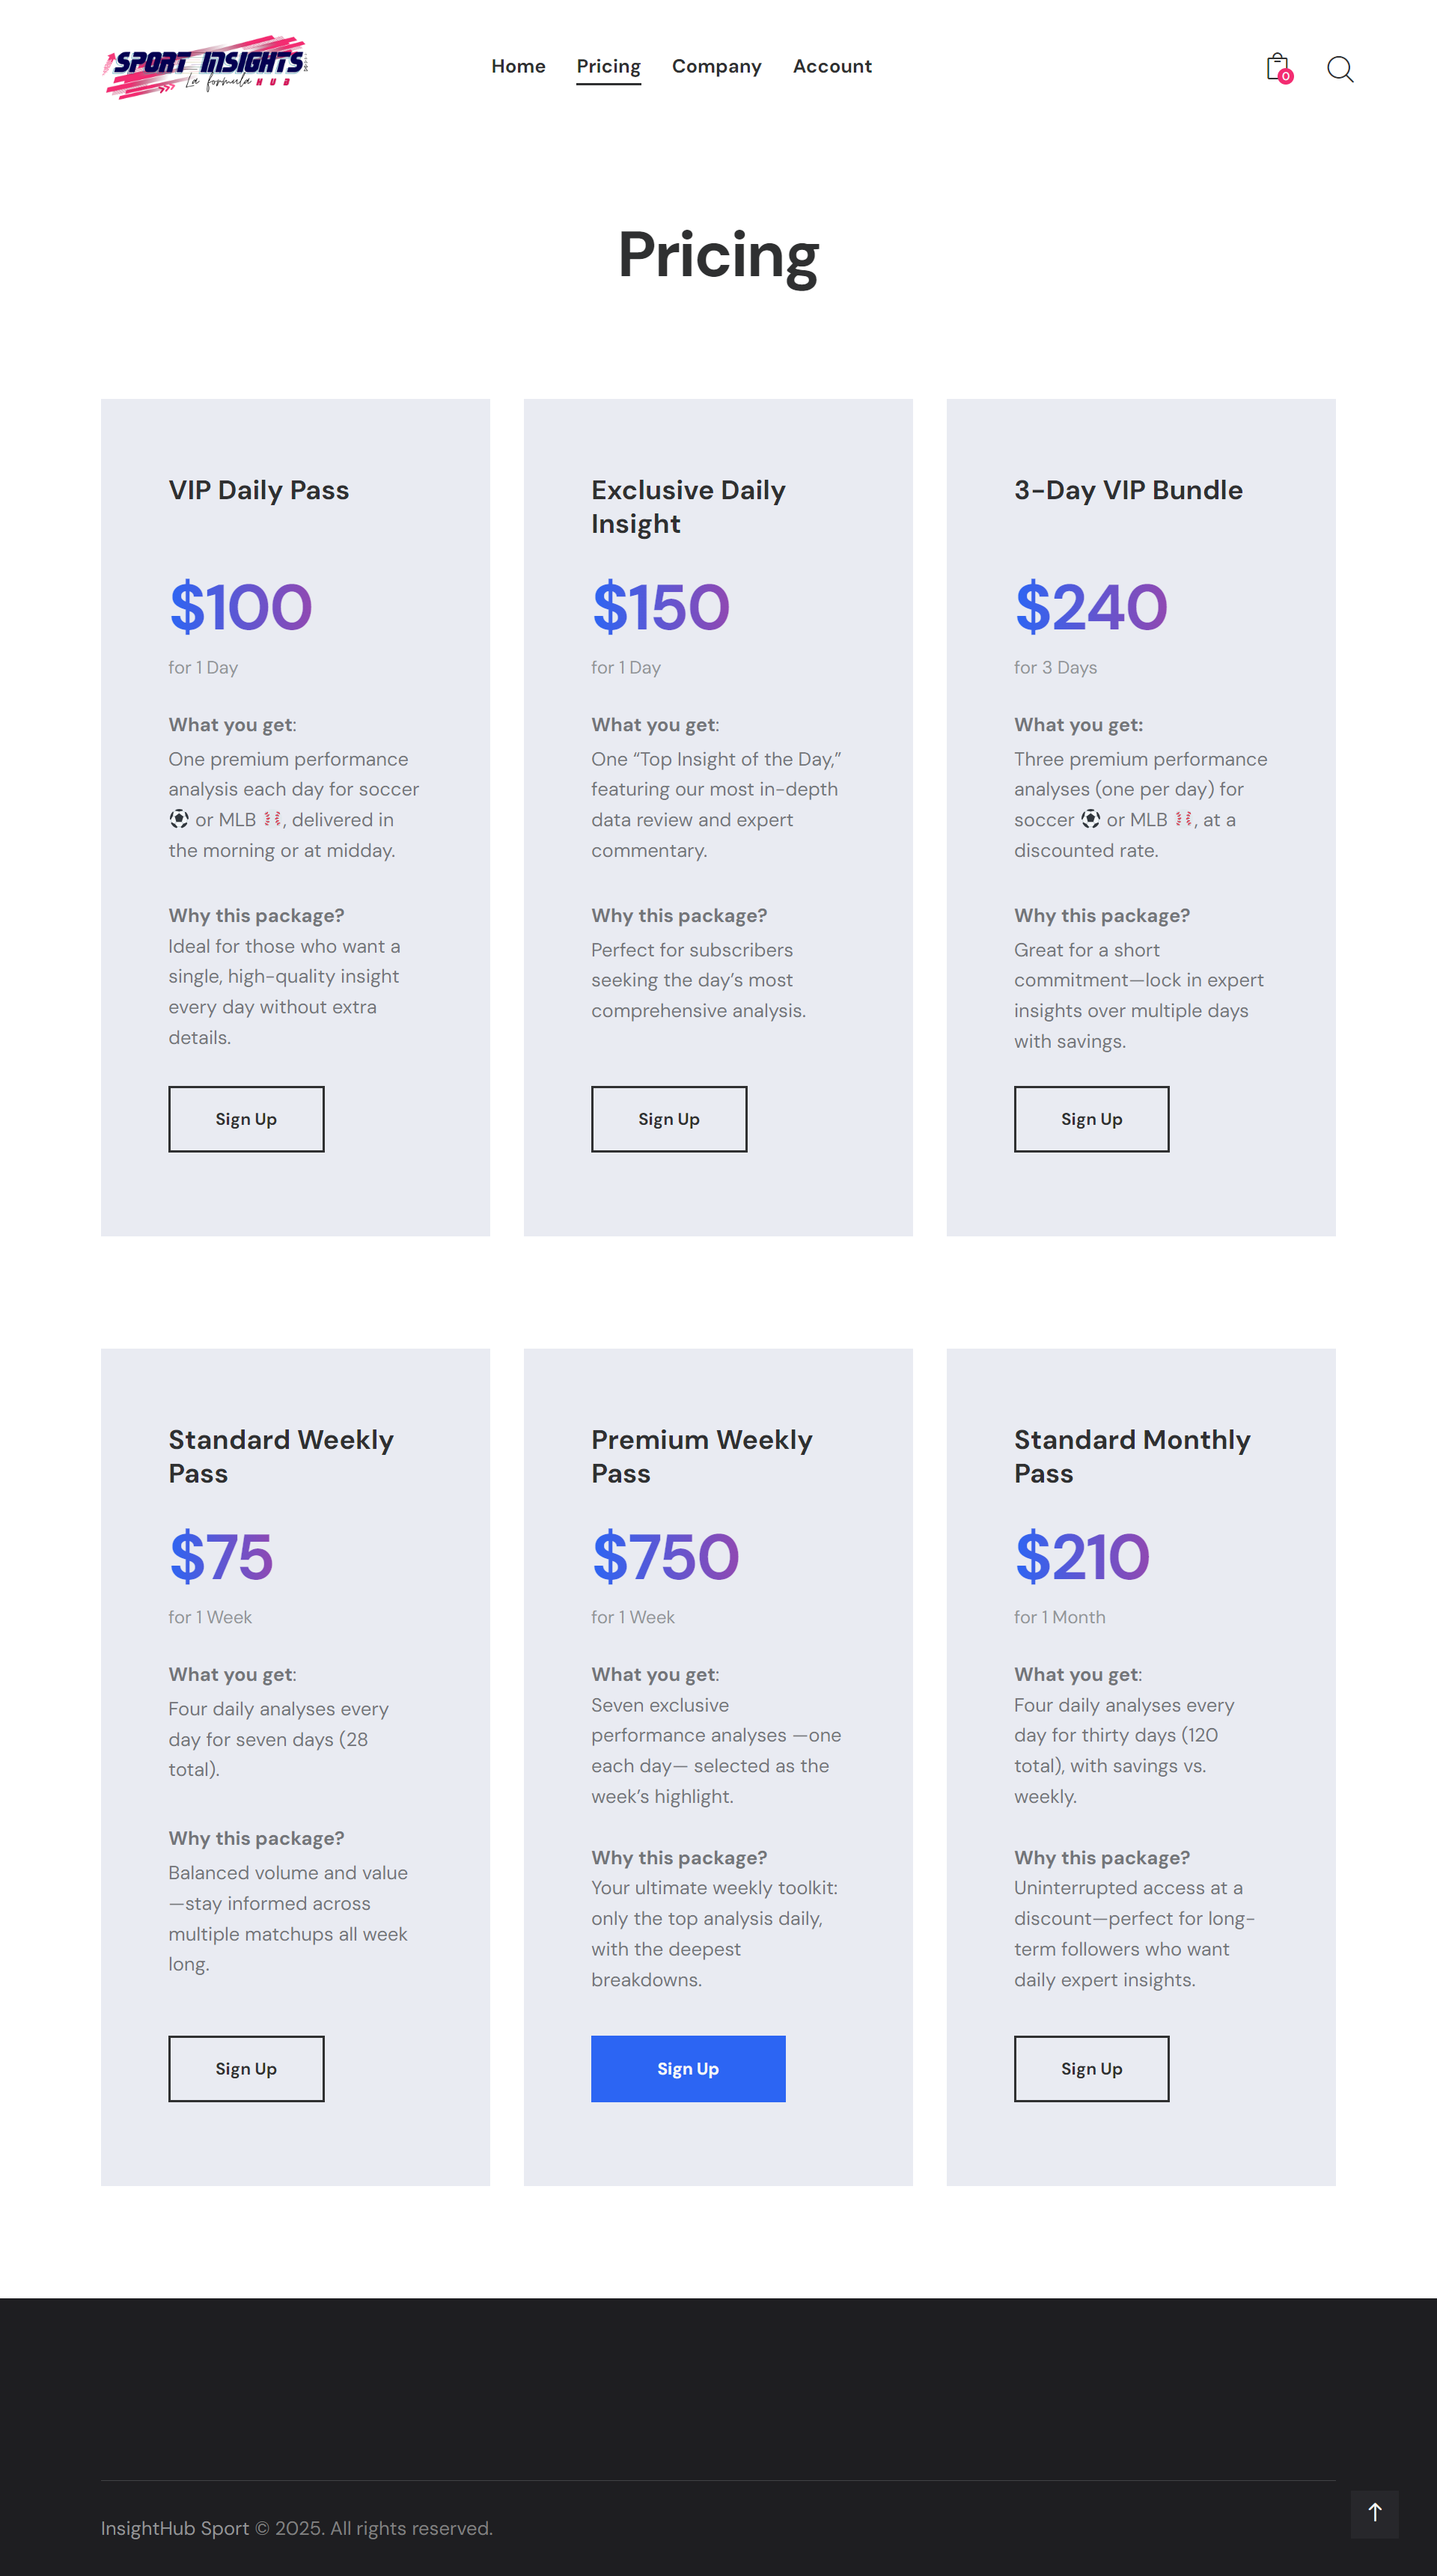 SPORT INSIGHTS
La formula HUB
Home Pricing Company Account
0
Pricing
VIP Daily Pass
$100
for 1 Day
What you get:
One premium performance
analysis each day for soccer
⚽ or MLB ⚾, delivered in
the morning or at midday.
Why this package?
Ideal for those who want a
single, high-quality insight
every day without extra
details.
Sign Up
Exclusive Daily
Insight
$150
for 1 Day
What you get:
One “Top Insight of the Day,”
featuring our most in-depth
data review and expert
commentary.
Why this package?
Perfect for subscribers
seeking the day’s most
comprehensive analysis.
Sign Up
3-Day VIP Bundle
$240
for 3 Days
What you get:
Three premium performance
analyses (one per day) for
soccer ⚽ or MLB ⚾, at a
discounted rate.
Why this package?
Great for a short
commitment—lock in expert
insights over multiple days
with savings.
Sign Up
Standard Weekly
Pass
$75
for 1 Week
What you get:
Four daily analyses every
day for seven days (28
total).
Why this package?
Balanced volume and value
—stay informed across
multiple matchups all week
long.
Sign Up
Premium Weekly
Pass
$750
for 1 Week
What you get:
Seven exclusive
performance analyses —one
each day— selected as the
week’s highlight.
Why this package?
Your ultimate weekly toolkit:
only the top analysis daily,
with the deepest
breakdowns.
Sign Up
Standard Monthly
Pass
$210
for 1 Month
What you get:
Four daily analyses every
day for thirty days (120
total), with savings vs.
weekly.
Why this package?
Uninterrupted access at a
discount—perfect for long-
term followers who want
daily expert insights.
Sign Up
InsightHub Sport © 2025. All rights reserved.